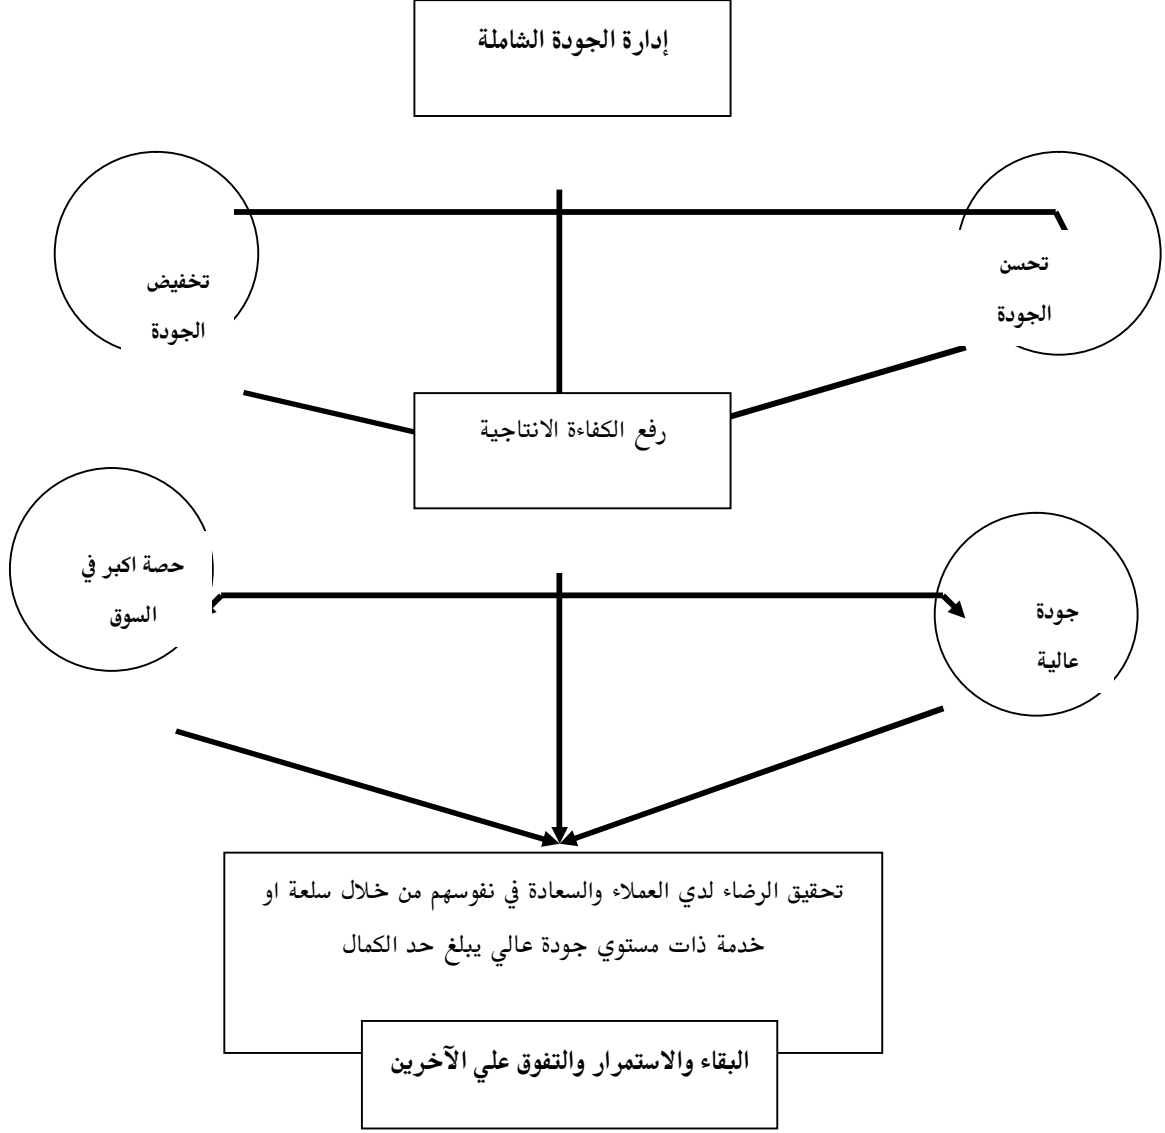 إدارة الجودة الشاملة
تحسن
الجودة
تخفيض
الجودة
رفع الكفاءة الانتاجية
جودة
عالية
حصة اكبر في
السوق
تحقيق الرضاء لدي العملاء والسعادة في نفوسهم من خلال سلعة او
خدمة ذات مستوي جودة عالي يبلغ حد الكمال
البقاء والاستمرار والتفوق علي الآخرين